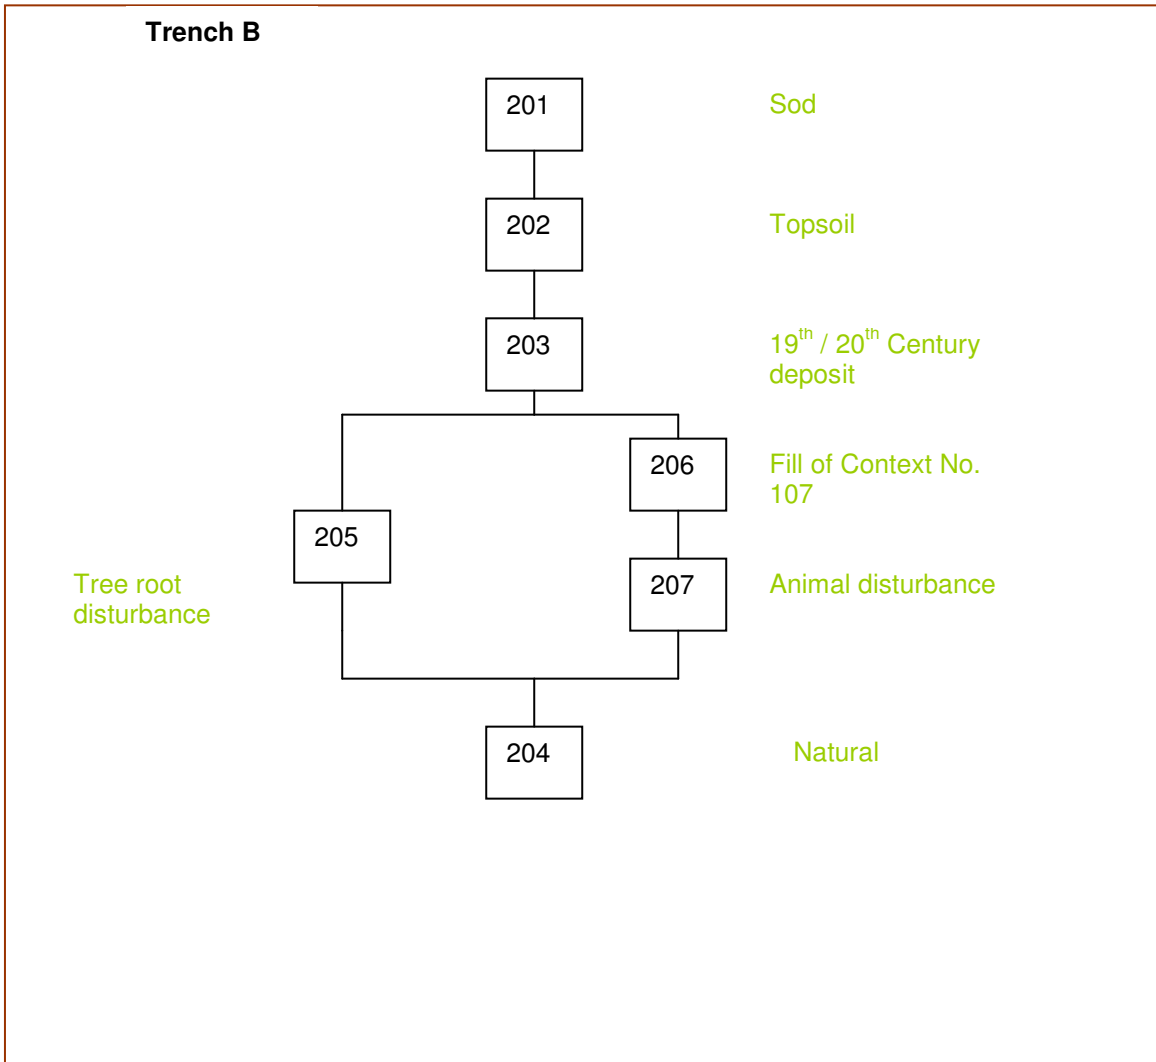 Trench B
201
Sod
202
Topsoil
203
19th / 20th Century
deposit
206
Fill of Context No.
107
205
Tree root
disturbance
207
Animal disturbance
204
Natural